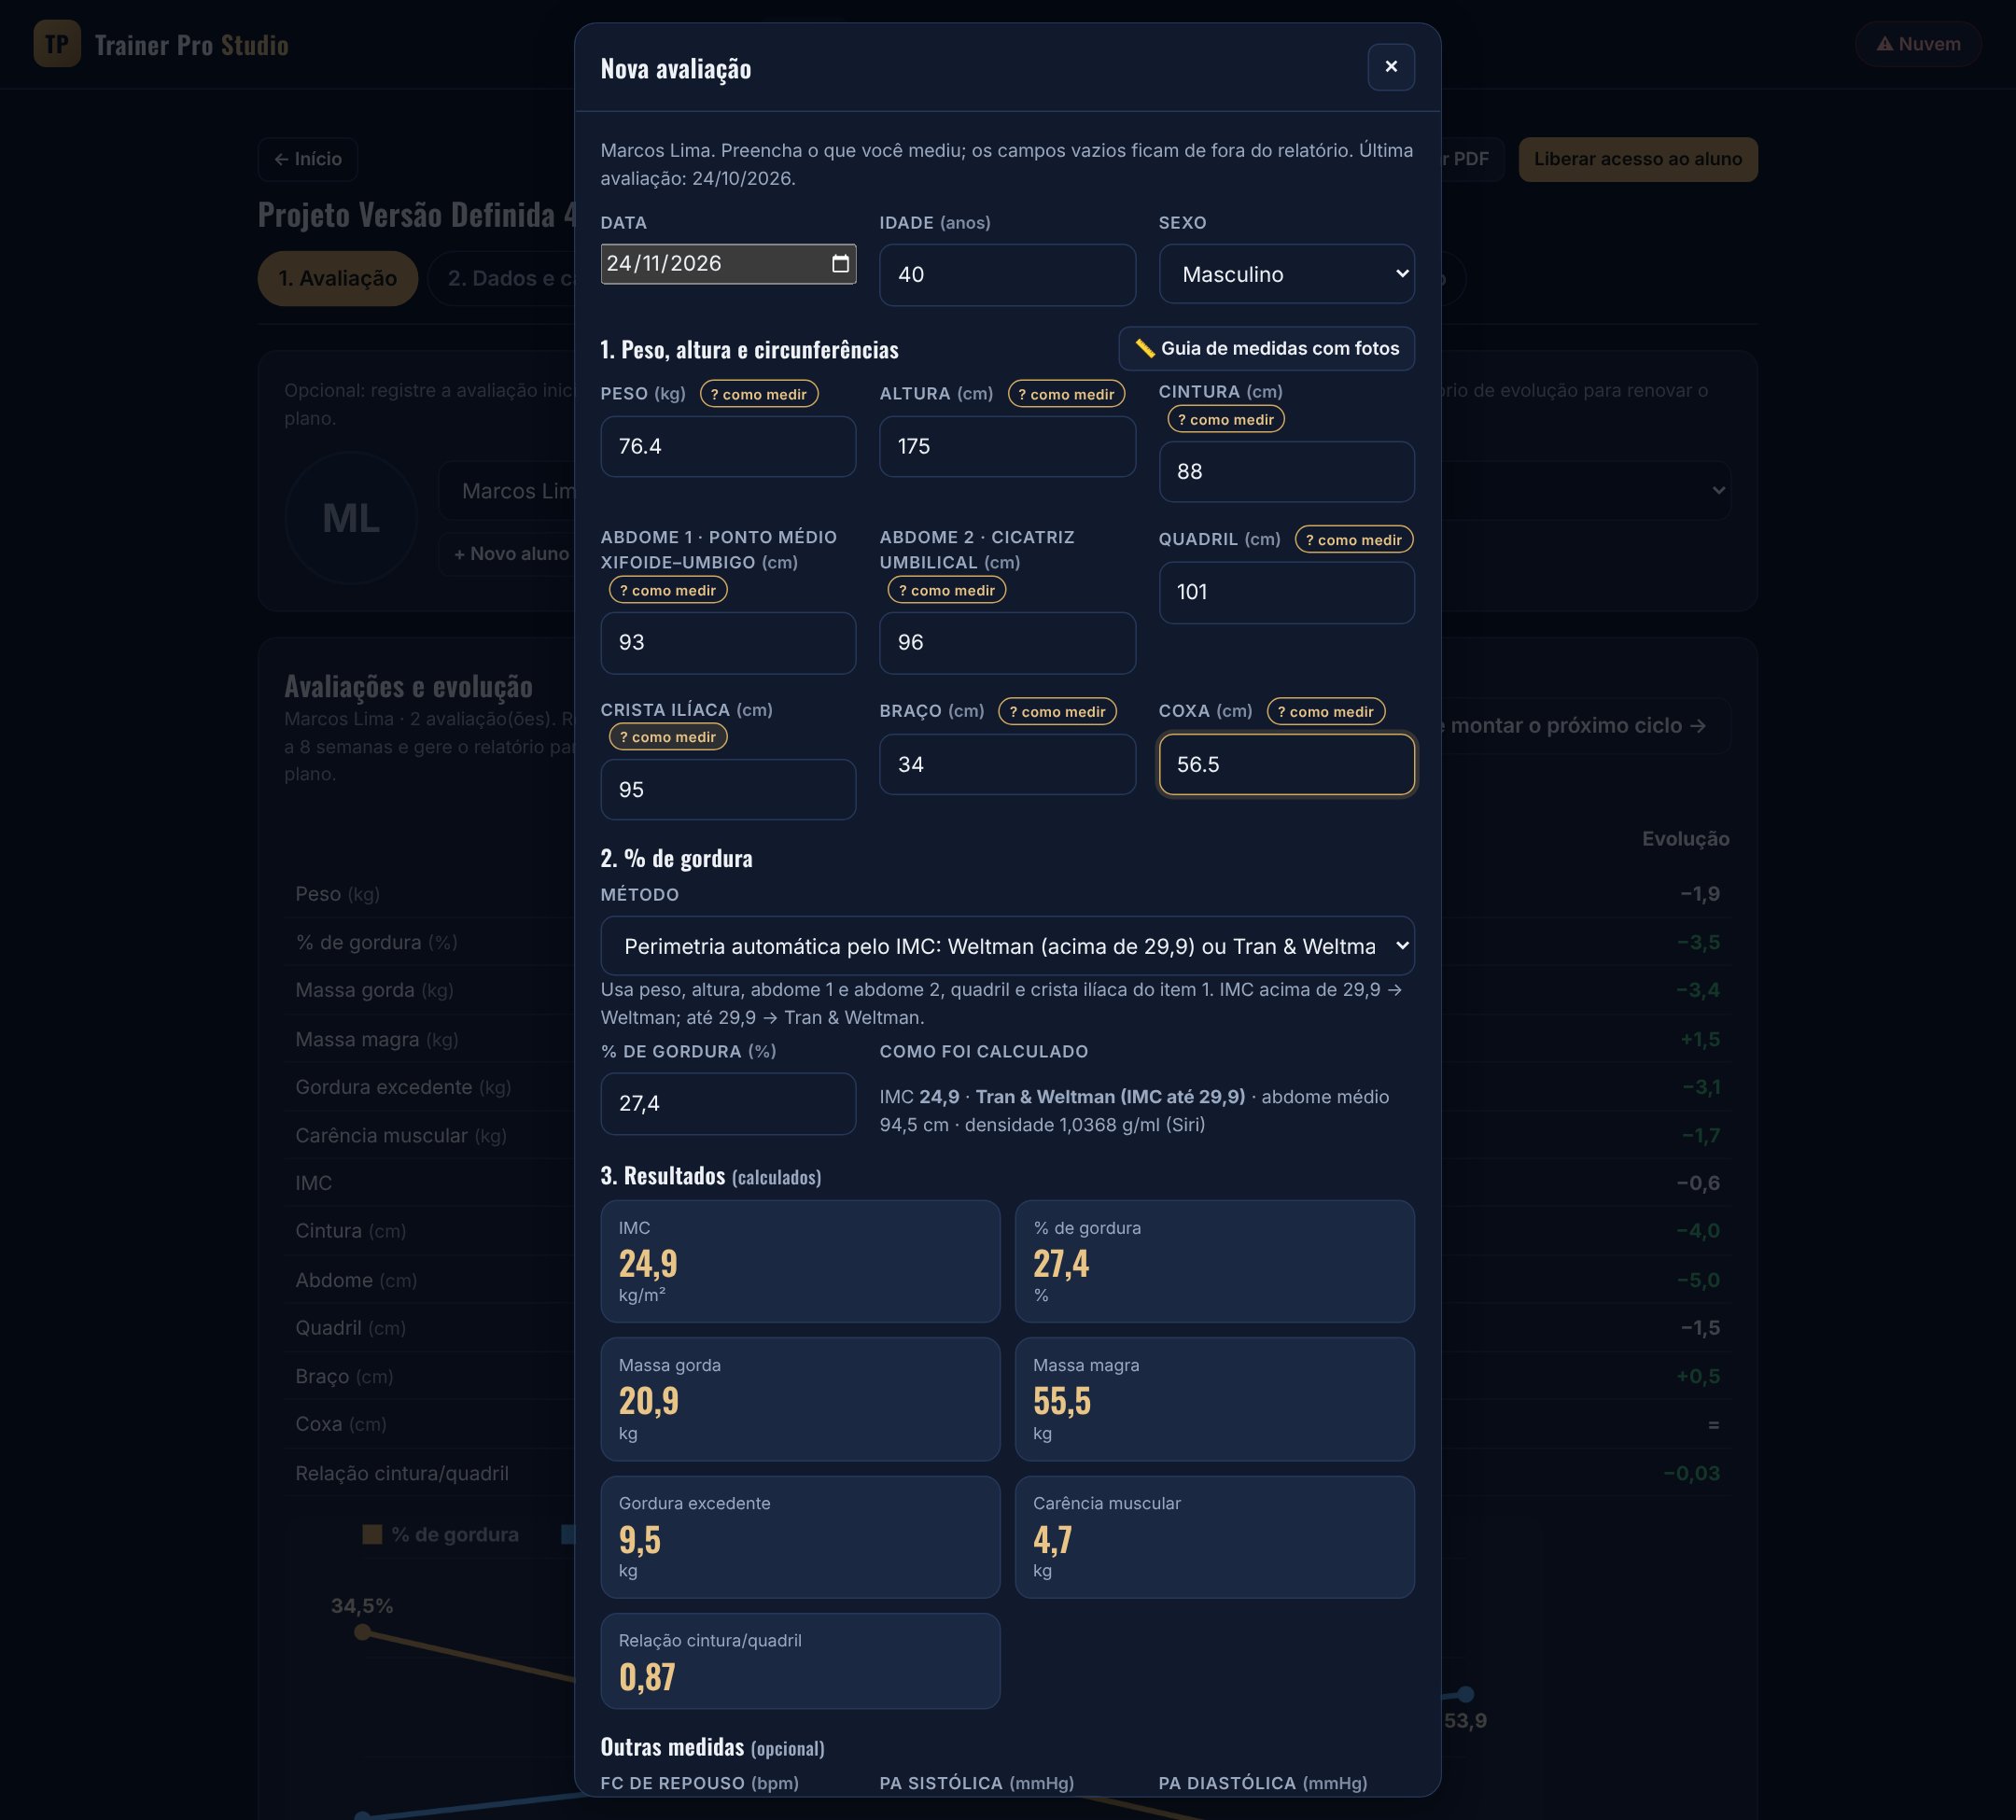 TP Trainer Pro Studio
⚠ Nuvem
← Início
r PDF
Liberar acesso ao aluno
Projeto Versão Definida 4
1. Avaliação
2. Dados e c
Opcional: registre a avaliação inic
rio de evolução para renovar o
plano.
ML
Marcos Lim
+ Novo aluno
Avaliações e evolução
Marcos Lima · 2 avaliação(ões). R
a 8 semanas e gere o relatório par
plano.
e montar o próximo ciclo →
Evolução
Peso (kg) −1,9
% de gordura (%) −3,5
Massa gorda (kg) −3,4
Massa magra (kg) +1,5
Gordura excedente (kg) −3,1
Carência muscular (kg) −1,7
IMC −0,6
Cintura (cm) −4,0
Abdome (cm) −5,0
Quadril (cm) −1,5
Braço (cm) +0,5
Coxa (cm) =
Relação cintura/quadril −0,03
% de gordura
34,5%
53,9
Nova avaliação
×
Marcos Lima. Preencha o que você mediu; os campos vazios ficam de fora do relatório. Última
avaliação: 24/10/2026.
DATA IDADE (anos) SEXO
24/11/2026 40 Masculino
1. Peso, altura e circunferências
📏 Guia de medidas com fotos
PESO (kg) ? como medir
76.4
ALTURA (cm) ? como medir
175
CINTURA (cm)
? como medir
88
ABDOME 1 · PONTO MÉDIO
XIFOIDE–UMBIGO (cm)
? como medir
93
ABDOME 2 · CICATRIZ
UMBILICAL (cm)
? como medir
96
QUADRIL (cm) ? como medir
101
CRISTA ILÍACA (cm)
? como medir
95
BRAÇO (cm) ? como medir
34
COXA (cm) ? como medir
56.5
2. % de gordura
MÉTODO
Perimetria automática pelo IMC: Weltman (acima de 29,9) ou Tran & Weltma
Usa peso, altura, abdome 1 e abdome 2, quadril e crista ilíaca do item 1. IMC acima de 29,9 →
Weltman; até 29,9 → Tran & Weltman.
% DE GORDURA (%)
27,4
COMO FOI CALCULADO
IMC 24,9 · Tran & Weltman (IMC até 29,9) · abdome médio
94,5 cm · densidade 1,0368 g/ml (Siri)
3. Resultados (calculados)
IMC
24,9
kg/m²
% de gordura
27,4
%
Massa gorda
20,9
kg
Massa magra
55,5
kg
Gordura excedente
9,5
kg
Carência muscular
4,7
kg
Relação cintura/quadril
0,87
Outras medidas (opcional)
FC DE REPOUSO (bpm) PA SISTÓLICA (mmHg) PA DIASTÓLICA (mmHg)